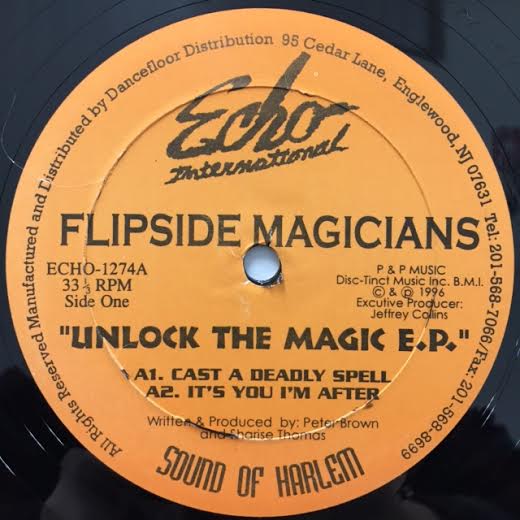 All Rights Reserved Manufactured and Distributed by Dancefloor Distribution 95 Cedar Lane, Englewood, NJ 07631 Tel: 201-568-7066/Fax: 201-568-8699
Echo
International
FLIPSIDE MAGICIANS
ECHO-1274A
33⅓ RPM
Side One
P & P MUSIC
Disc-Tinct Music Inc. B.M.I.
© & ℗ 1996
Excutive Producer:
Jeffrey Collins
"UNLOCK THE MAGIC E.P."
A1. CAST A DEADLY SPELL
A2. IT'S YOU I'M AFTER
Written & Produced by: Peter Brown
and Sharise Thomas
SOUND OF HARLEM